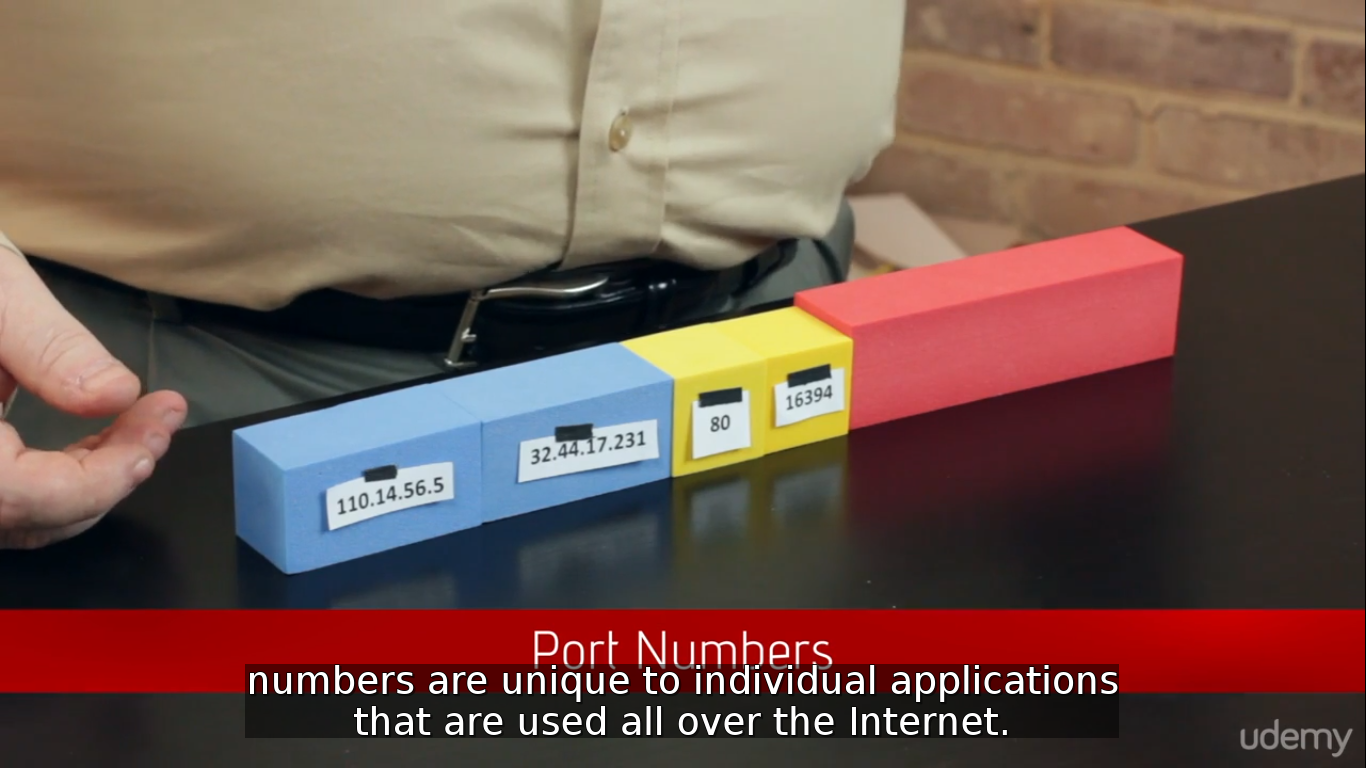 110.14.56.5
32.44.17.231
80
16394
Port Numbers
numbers are unique to individual applications
that are used all over the Internet.
udemy